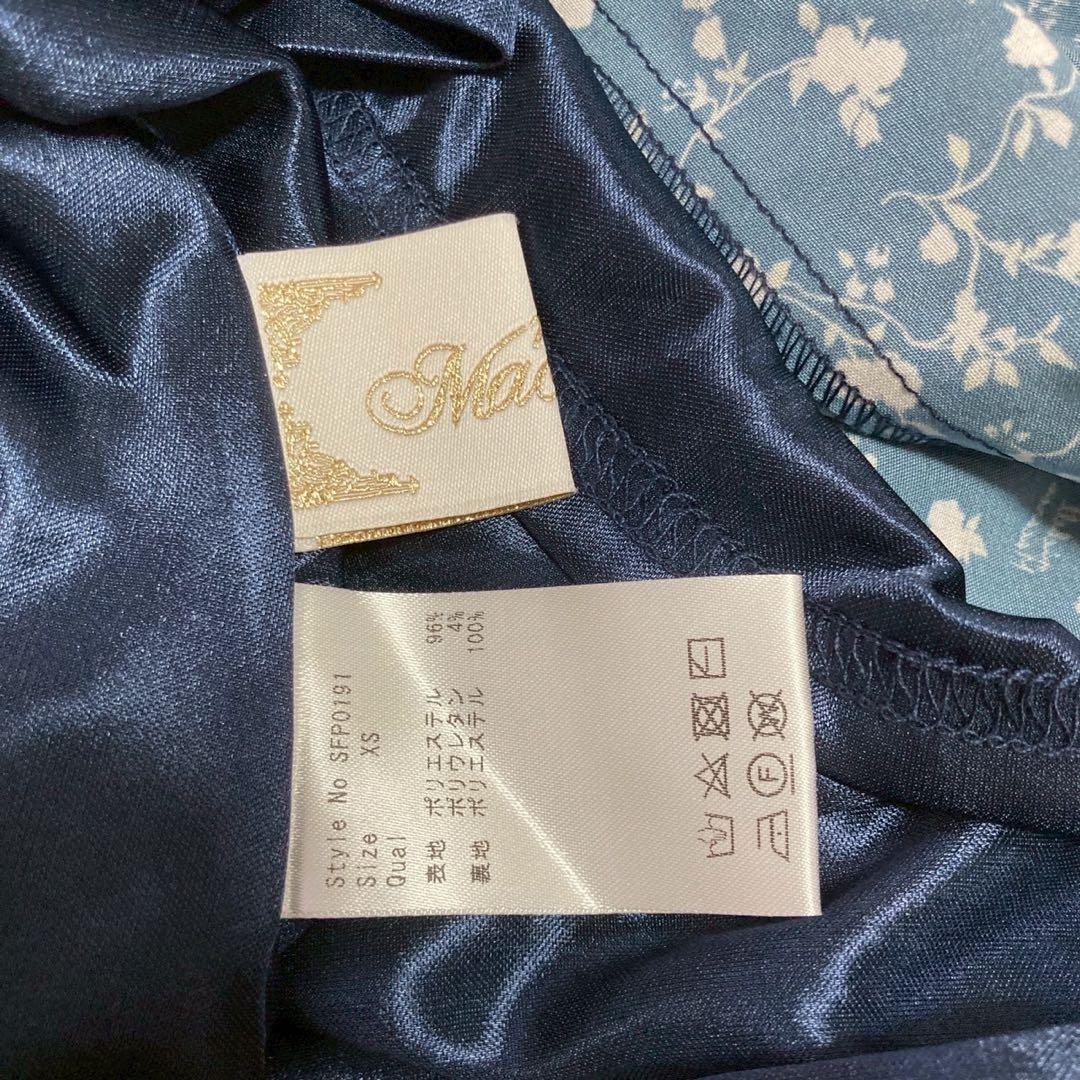 Mad
Style No SFP0191
Size XS
Qual
表地 ポリエステル 96%
ポリウレタン 4%
裏地 ポリエステル 100%
F